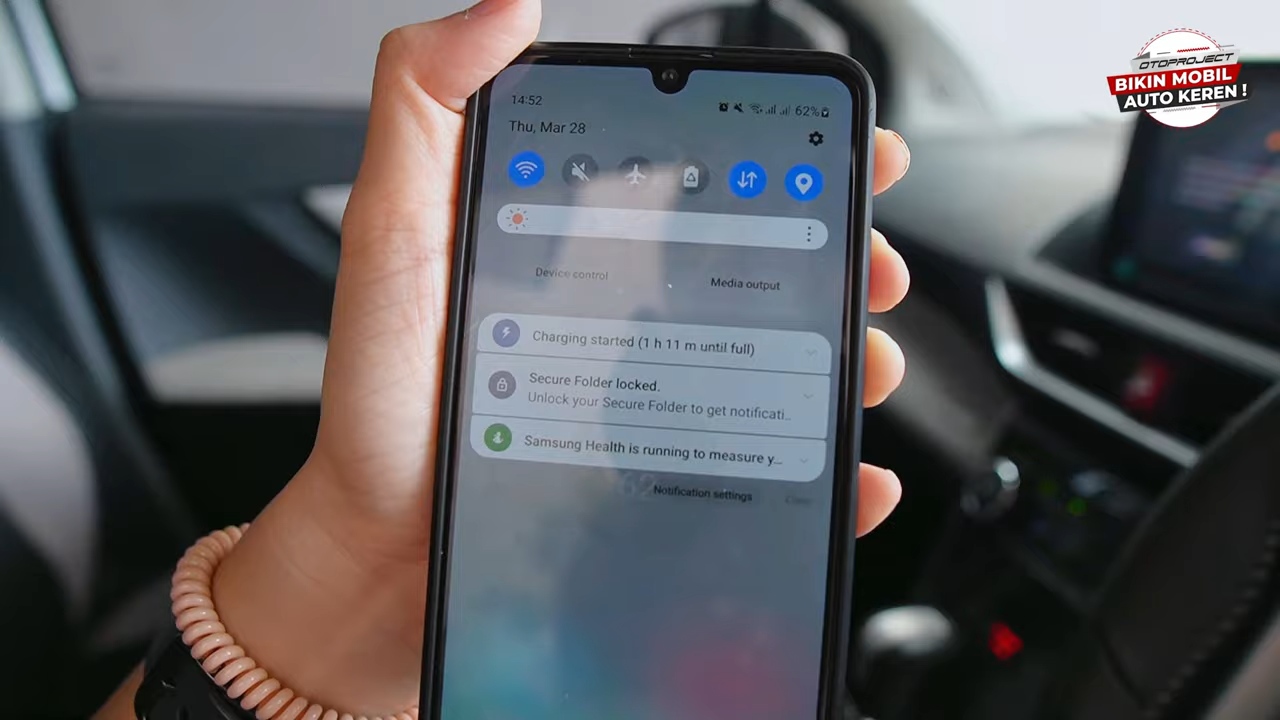 14:52
62%
Thu, Mar 28
Device control
Media output
Charging started (1 h 11 m until full)
Secure Folder locked.
Unlock your Secure Folder to get notificati..
Samsung Health is running to measure y...
Notification settings
Clear
OTOPROJECT
BIKIN MOBIL
AUTO KEREN !